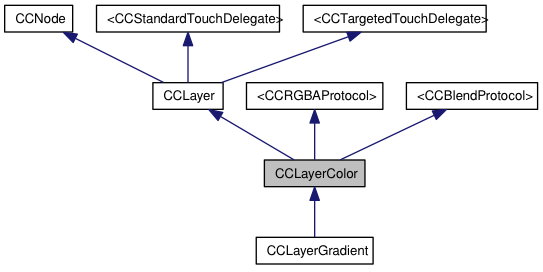 CCNode
<CCStandardTouchDelegate>
<CCTargetedTouchDelegate>
CCLayer
<CCRGBAProtocol>
<CCBlendProtocol>
CCLayerColor
CCLayerGradient